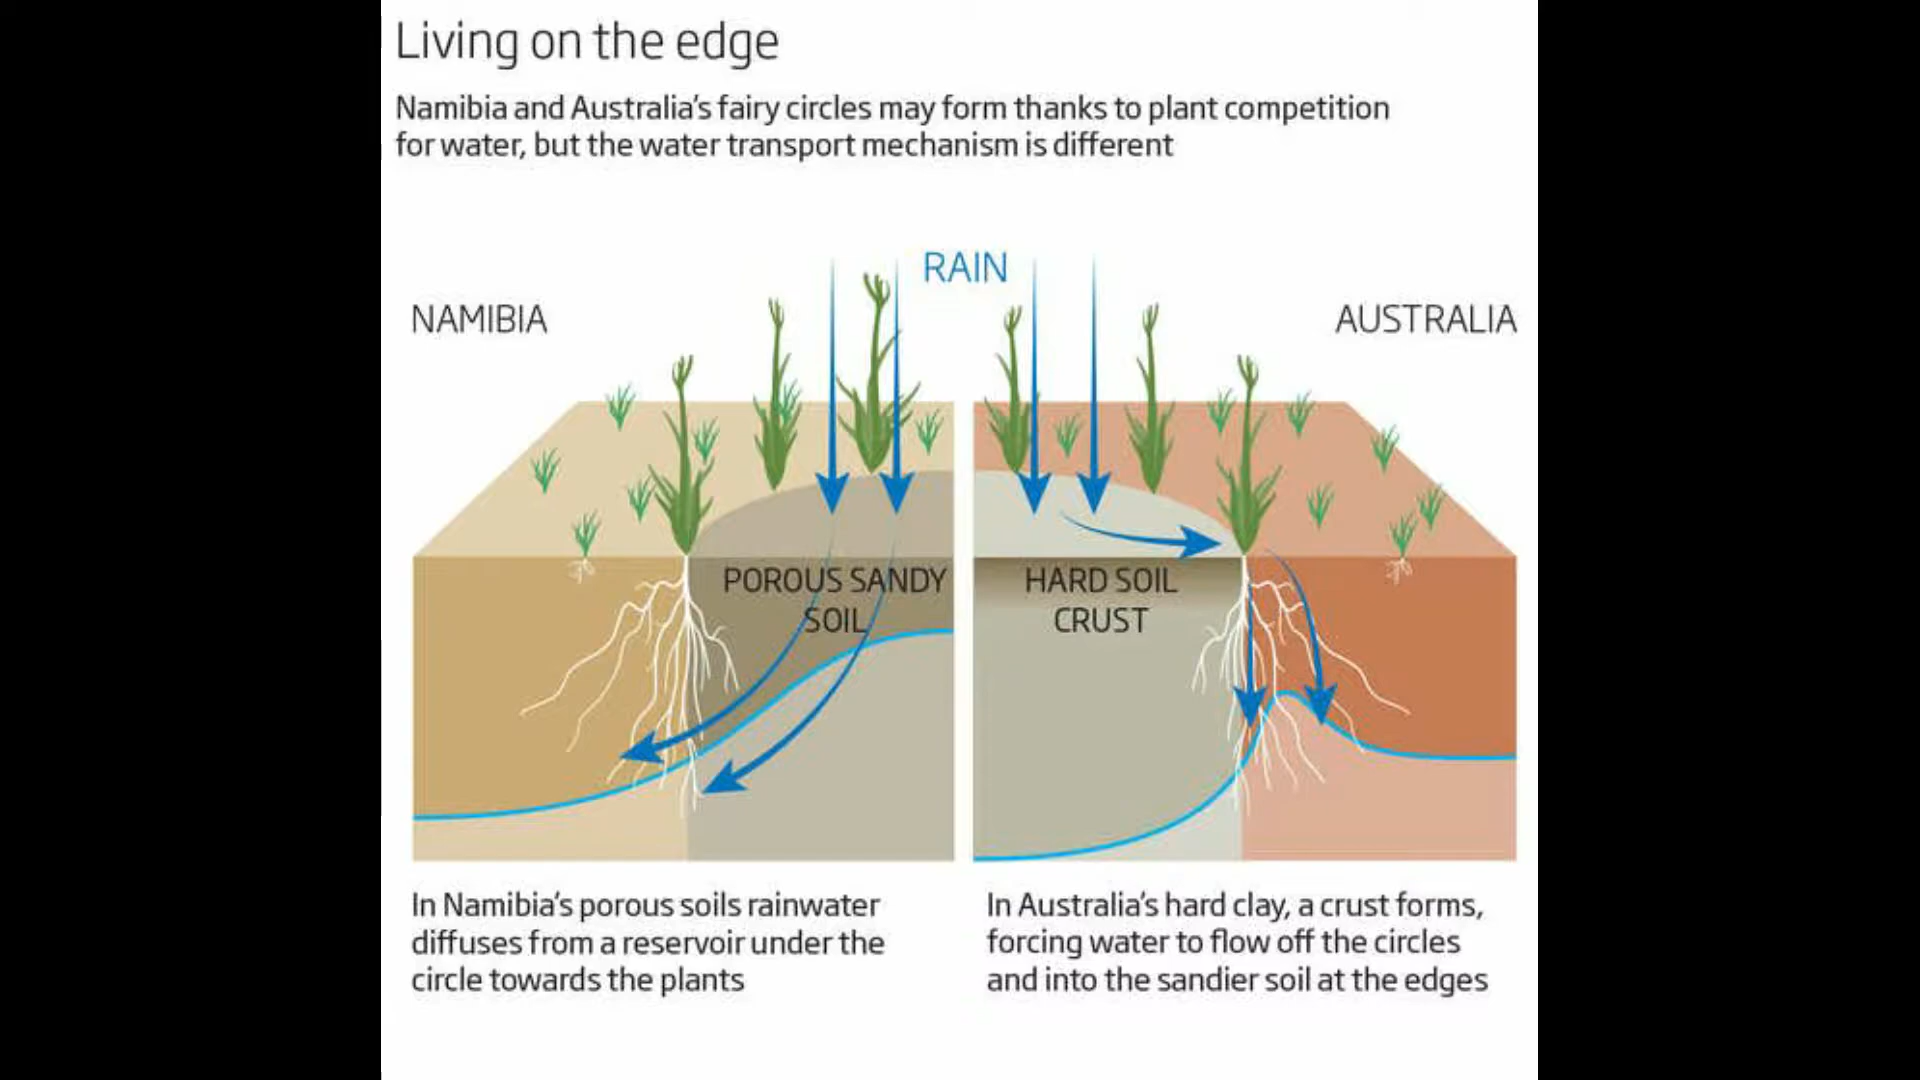 Living on the edge
Namibia and Australia's fairy circles may form thanks to plant competition
for water, but the water transport mechanism is different
RAIN
NAMIBIA
AUSTRALIA
POROUS SANDY
SOIL
HARD SOIL
CRUST
In Namibia's porous soils rainwater
diffuses from a reservoir under the
circle towards the plants
In Australia's hard clay, a crust forms,
forcing water to flow off the circles
and into the sandier soil at the edges